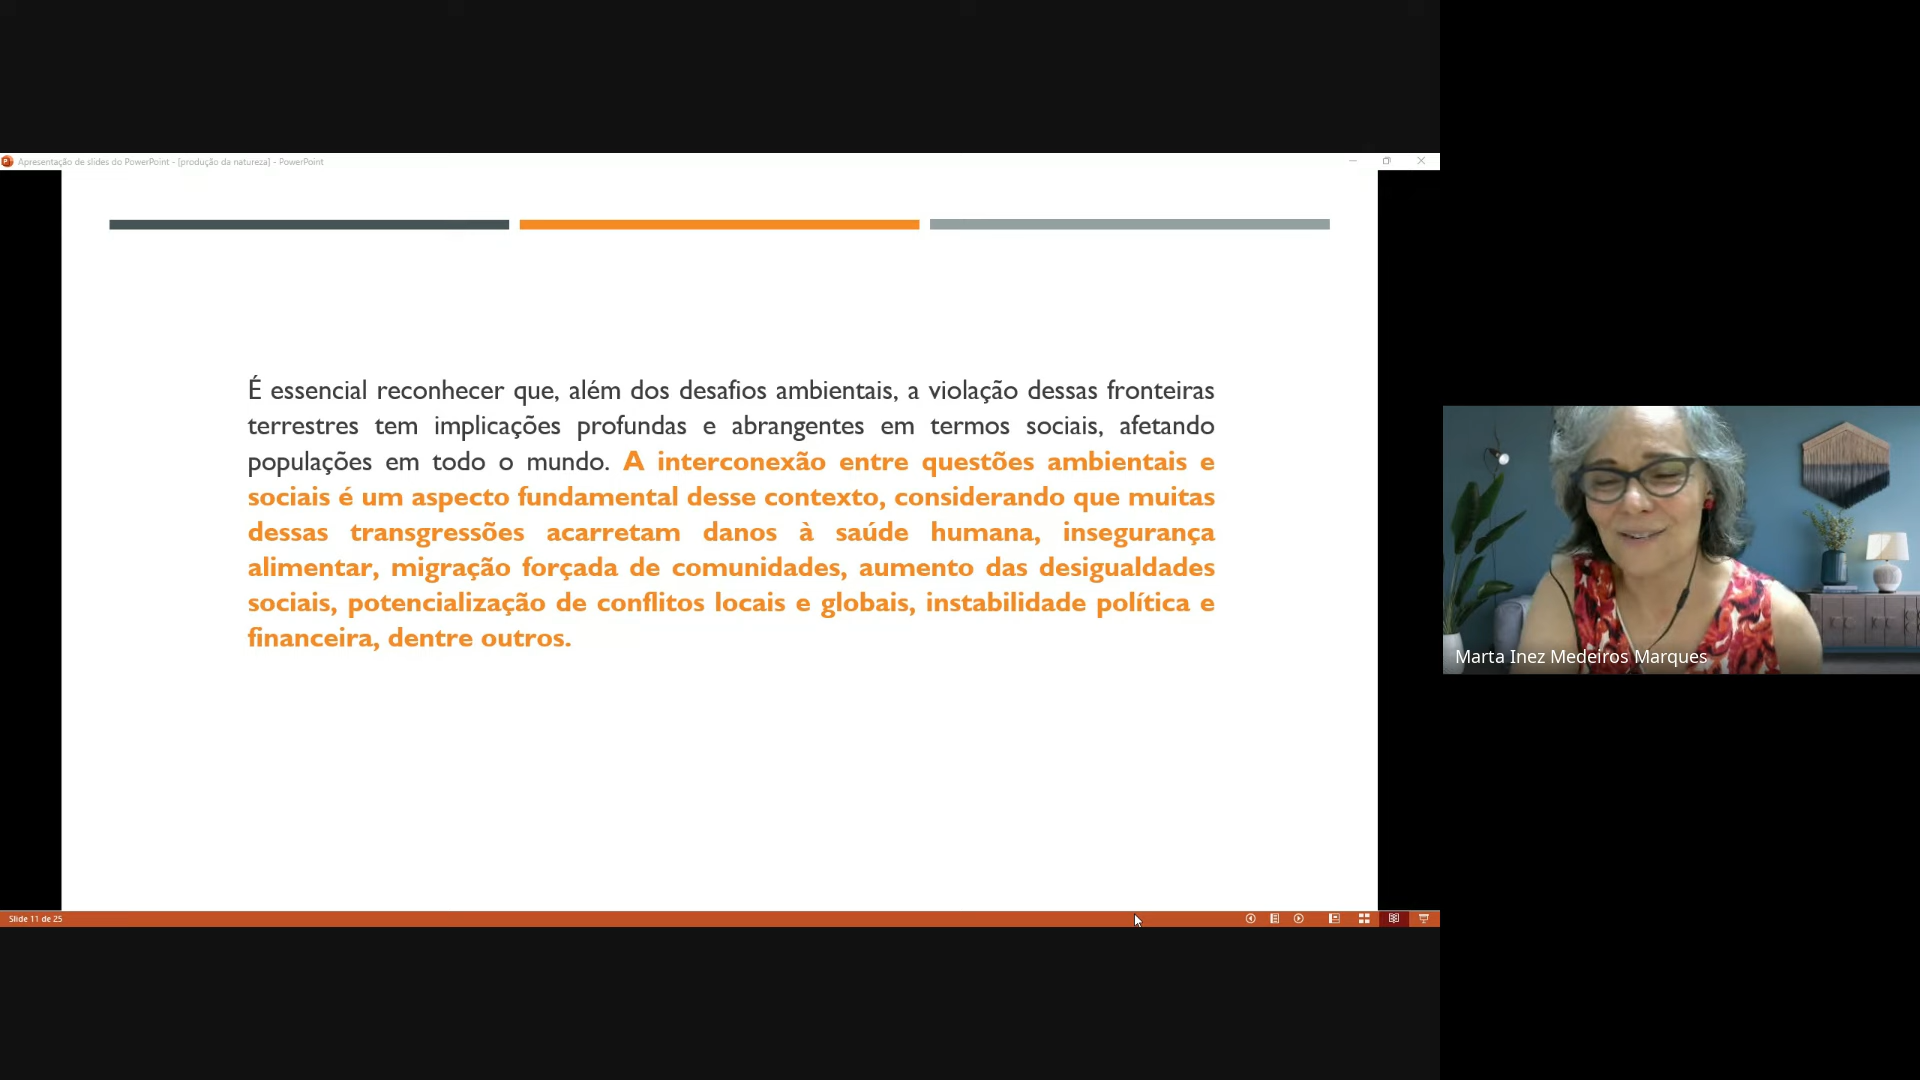 Apresentação de slides do PowerPoint - [produção da natureza] - PowerPoint
É essencial reconhecer que, além dos desafios ambientais, a violação dessas fronteiras
terrestres tem implicações profundas e abrangentes em termos sociais, afetando
populações em todo o mundo. A interconexão entre questões ambientais e
sociais é um aspecto fundamental desse contexto, considerando que muitas
dessas transgressões acarretam danos à saúde humana, insegurança
alimentar, migração forçada de comunidades, aumento das desigualdades
sociais, potencialização de conflitos locais e globais, instabilidade política e
financeira, dentre outros.
Marta Inez Medeiros Marques
Slide 11 de 25